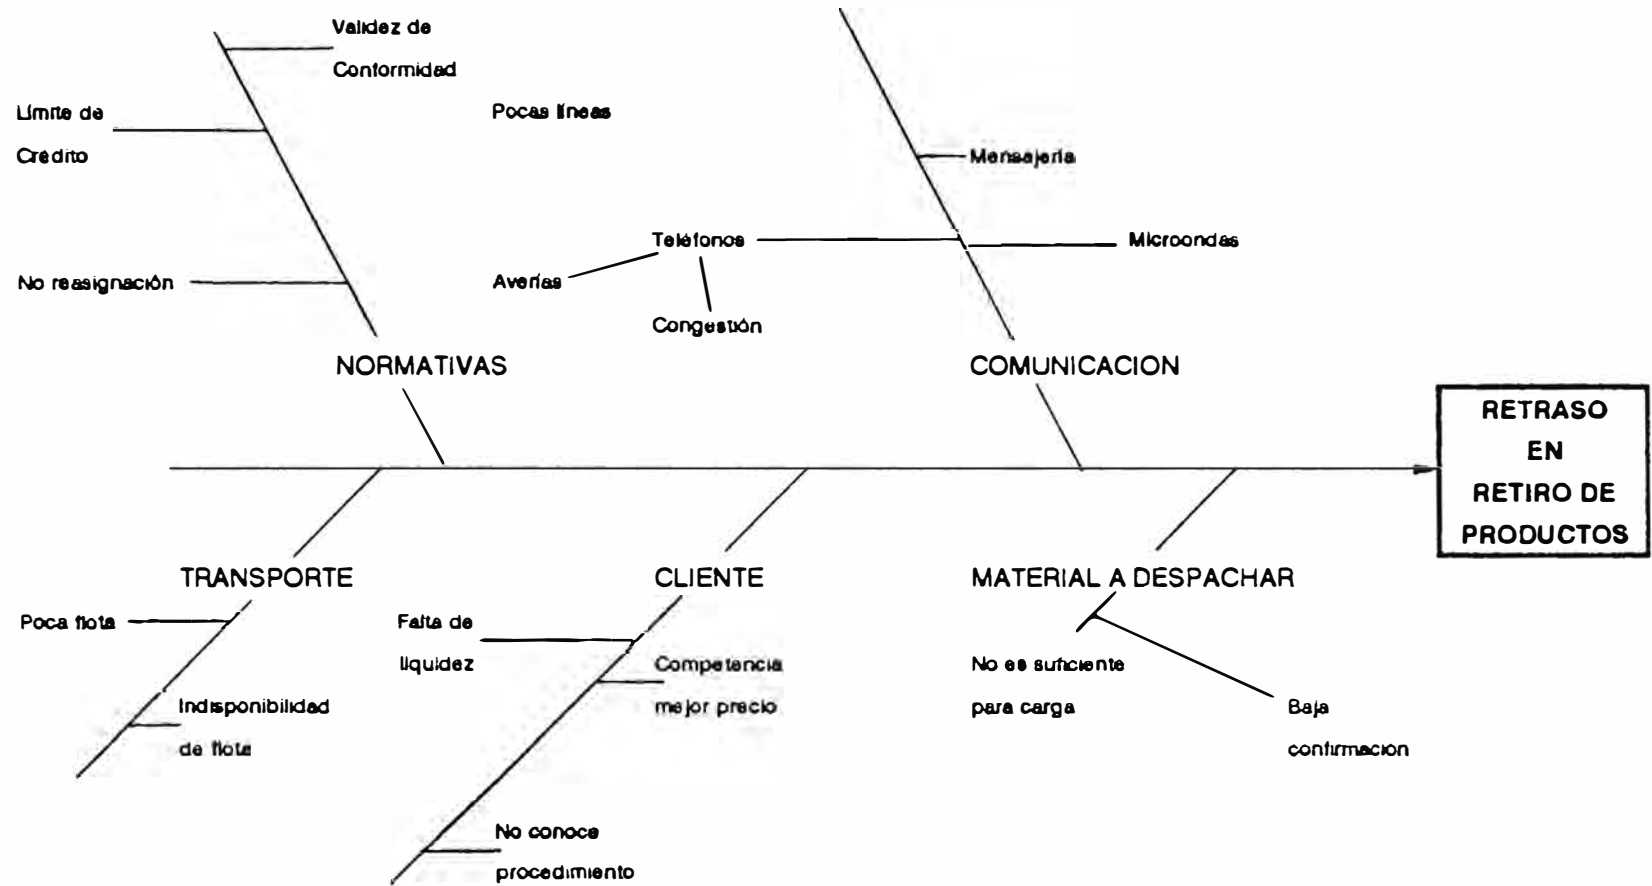 Validez de
Conformidad
Límite de
Crédito
Pocas líneas
Mensajería
Teléfonos
Microondas
No reasignación
Averías
Congestión
NORMATIVAS
COMUNICACION
RETRASO
EN
RETIRO DE
PRODUCTOS
TRANSPORTE
CLIENTE
MATERIAL A DESPACHAR
Poca flota
Falta de
liquidez
Competencia
mejor precio
No es suficiente
para carga
Indisponibilidad
de flota
Baja
confirmación
No conoce
procedimiento